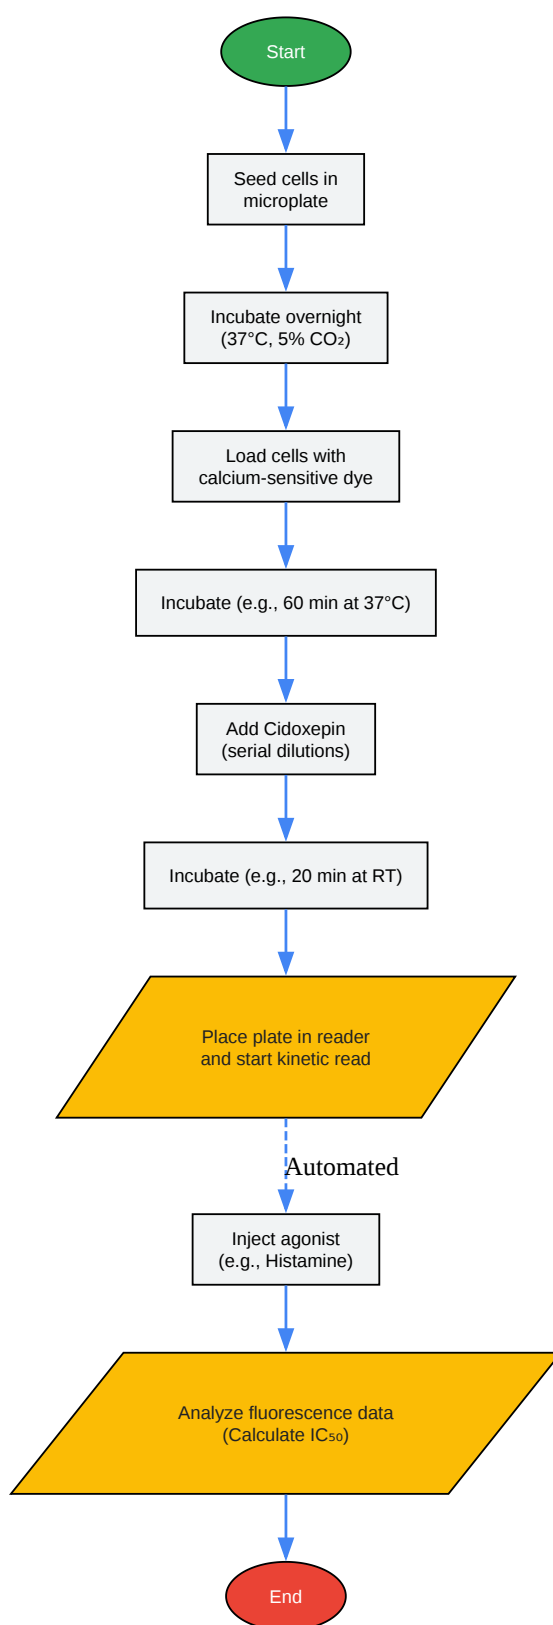 Start
Seed cells in
microplate
Incubate overnight
(37°C, 5% CO₂)
Load cells with
calcium-sensitive dye
Incubate (e.g., 60 min at 37°C)
Add Cidoxepin
(serial dilutions)
Incubate (e.g., 20 min at RT)
Place plate in reader
and start kinetic read
Automated
Inject agonist
(e.g., Histamine)
Analyze fluorescence data
(Calculate IC₅₀)
End